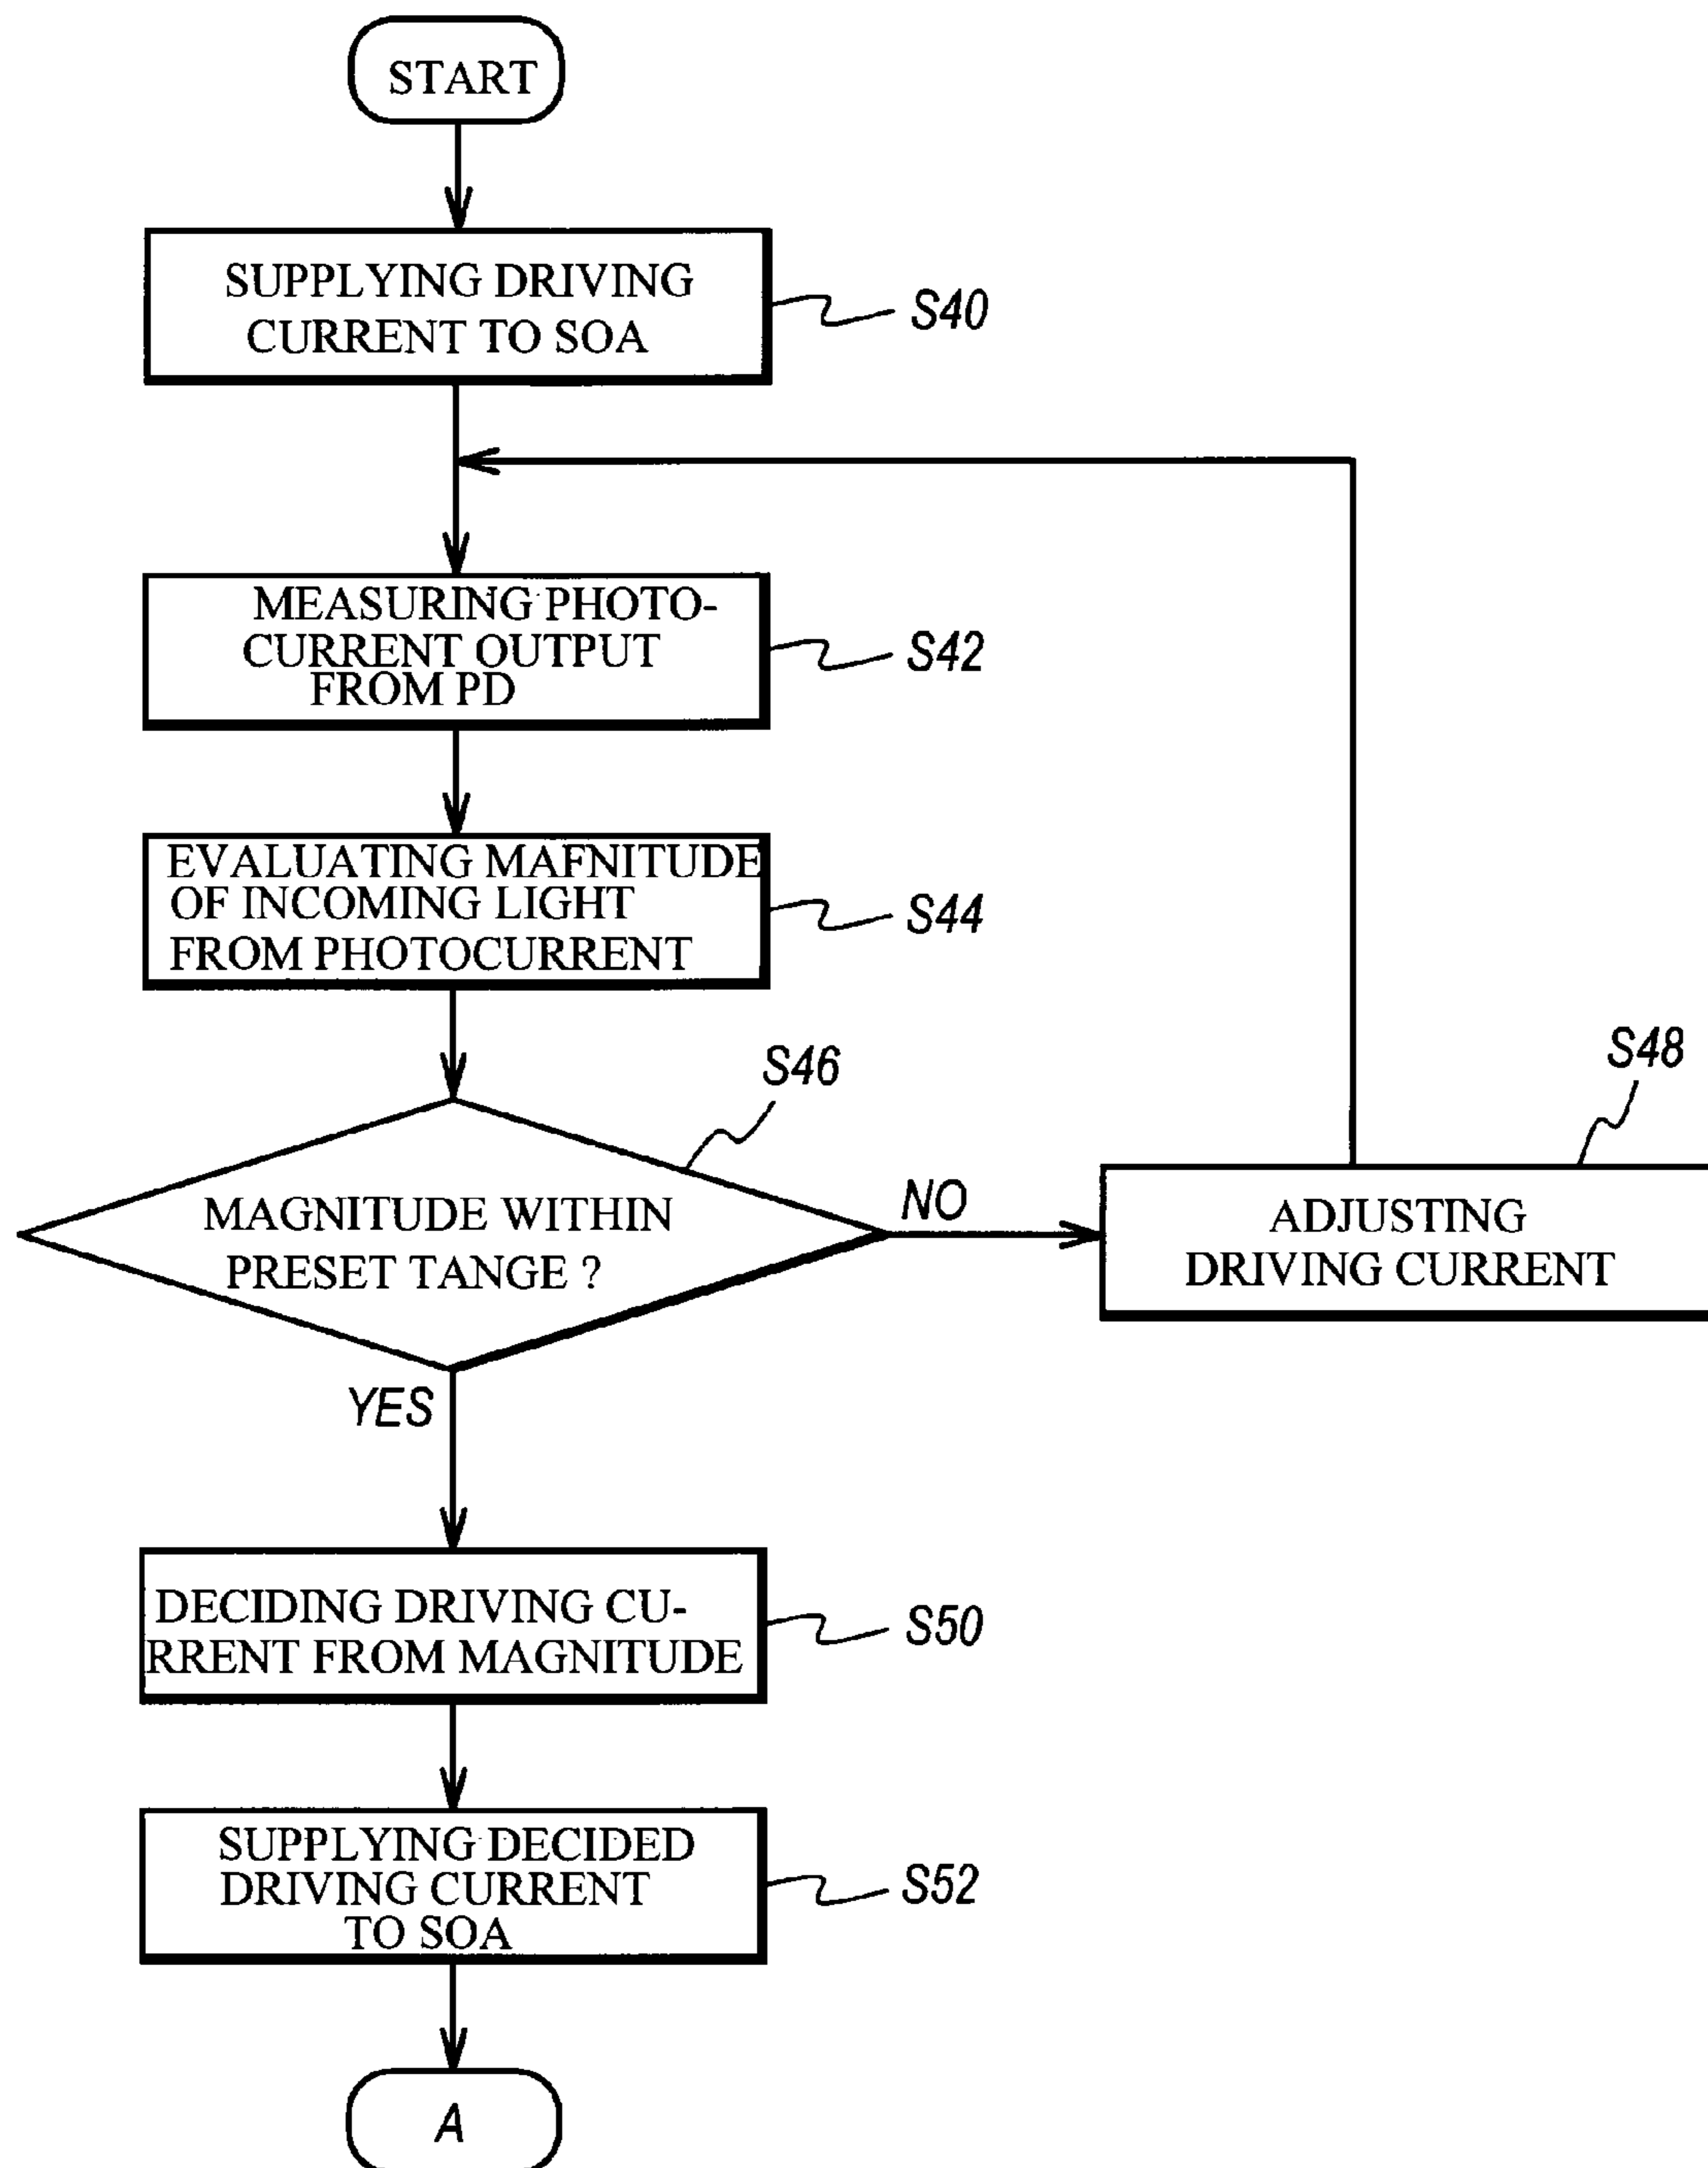 START
SUPPLYING DRIVING
CURRENT TO SOA
S40
MEASURING PHOTO-
CURRENT OUTPUT
FROM PD
S42
EVALUATING MAFNITUDE
OF INCOMING LIGHT
FROM PHOTOCURRENT
S44
S46
MAGNITUDE WITHIN
PRESET TANGE ?
NO
S48
ADJUSTING
DRIVING CURRENT
YES
DECIDING DRIVING CU-
RRENT FROM MAGNITUDE
S50
SUPPLYING DECIDED
DRIVING CURRENT
TO SOA
S52
A